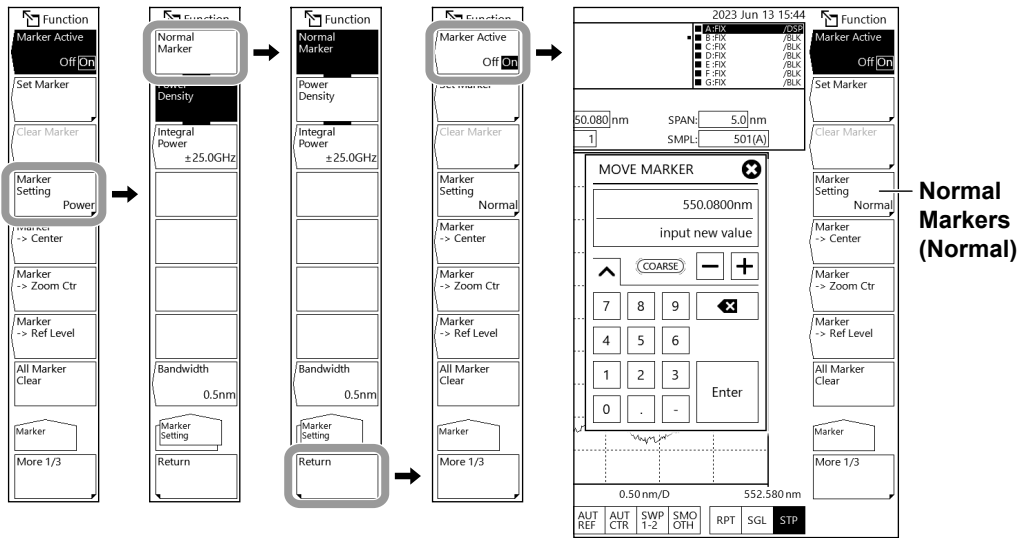 Function
Marker Active
Off On
Set Marker
Clear Marker
Marker
Setting
Power
Marker
-> Center
Marker
-> Zoom Ctr
Marker
-> Ref Level
All Marker
Clear
Marker
More 1/3
Function
Normal
Marker
Power
Density
Integral
Power
±25.0GHz
Bandwidth
0.5nm
Marker
Setting
Return
Function
Normal
Marker
Power
Density
Integral
Power
±25.0GHz
Bandwidth
0.5nm
Marker
Setting
Return
Function
Marker Active
Off On
Set Marker
Clear Marker
Marker
Setting
Normal
Marker
-> Center
Marker
-> Zoom Ctr
Marker
-> Ref Level
All Marker
Clear
Marker
More 1/3
2023 Jun 13 15:44
A:FIX /DSP
B:FIX /BLK
C:FIX /BLK
D:FIX /BLK
E:FIX /BLK
F:FIX /BLK
G:FIX /BLK
50.080 nm SPAN: 5.0 nm
1 SMPL: 501(A)
MOVE MARKER
550.0800nm
input new value
COARSE − +
7 8 9
4 5 6
1 2 3
Enter
0 . -
0.50 nm/D 552.580 nm
AUT REF
AUT CTR
SWP 1-2
SMO OTH
RPT SGL STP
Function
Marker Active
Off On
Set Marker
Clear Marker
Marker
Setting
Normal
Marker
-> Center
Marker
-> Zoom Ctr
Marker
-> Ref Level
All Marker
Clear
Marker
More 1/3
Normal
Markers
(Normal)